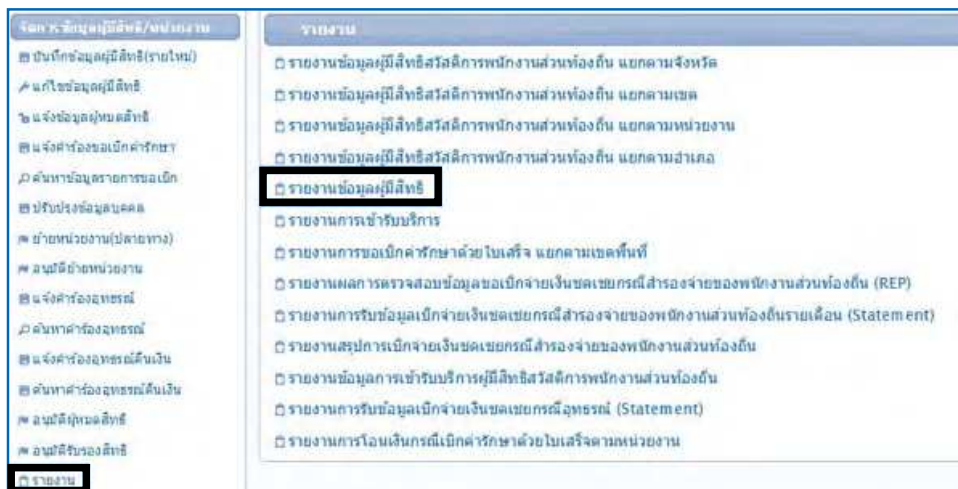 จัดการข้อมูลผู้มีสิทธิ/หน่วยงาน
บันทึกข้อมูลผู้มีสิทธิ(รายใหม่)
แก้ไขข้อมูลผู้มีสิทธิ
แจ้งข้อมูลผู้หมดสิทธิ
แจ้งคำร้องขอเบิกค่ารักษา
ค้นหาข้อมูลรายการขอเบิก
ปรับปรุงข้อมูลบุคคล
ย้ายหน่วยงาน(ปลายทาง)
อนุมัติย้ายหน่วยงาน
แจ้งคำร้องอุทธรณ์
ค้นหาคำร้องอุทธรณ์
แจ้งคำร้องอุทธรณ์คืนเงิน
ค้นหาคำร้องอุทธรณ์คืนเงิน
อนุมัติผู้หมดสิทธิ
อนุมัติรับรองสิทธิ
รายงาน
รายงาน
รายงานข้อมูลผู้มีสิทธิสวัสดิการพนักงานส่วนท้องถิ่น แยกตามจังหวัด
รายงานข้อมูลผู้มีสิทธิสวัสดิการพนักงานส่วนท้องถิ่น แยกตามเขต
รายงานข้อมูลผู้มีสิทธิสวัสดิการพนักงานส่วนท้องถิ่น แยกตามหน่วยงาน
รายงานข้อมูลผู้มีสิทธิสวัสดิการพนักงานส่วนท้องถิ่น แยกตามอำเภอ
รายงานข้อมูลผู้มีสิทธิ
รายงานการเข้ารับบริการ
รายงานการขอเบิกค่ารักษาด้วยใบเสร็จ แยกตามเขตพื้นที่
รายงานผลการตรวจสอบข้อมูลขอเบิกจ่ายเงินชดเชยกรณีสำรองจ่ายของพนักงานส่วนท้องถิ่น (REP)
รายงานการรับข้อมูลเบิกจ่ายเงินชดเชยกรณีสำรองจ่ายของพนักงานส่วนท้องถิ่นรายเดือน (Statement)
รายงานสรุปการเบิกจ่ายเงินชดเชยกรณีสำรองจ่ายของพนักงานส่วนท้องถิ่น
รายงานข้อมูลการเข้ารับบริการผู้มีสิทธิสวัสดิการพนักงานส่วนท้องถิ่น
รายงานการรับข้อมูลเบิกจ่ายเงินชดเชยกรณีอุทธรณ์ (Statement)
รายงานการโอนเงินกรณีเบิกค่ารักษาด้วยใบเสร็จตามหน่วยงาน